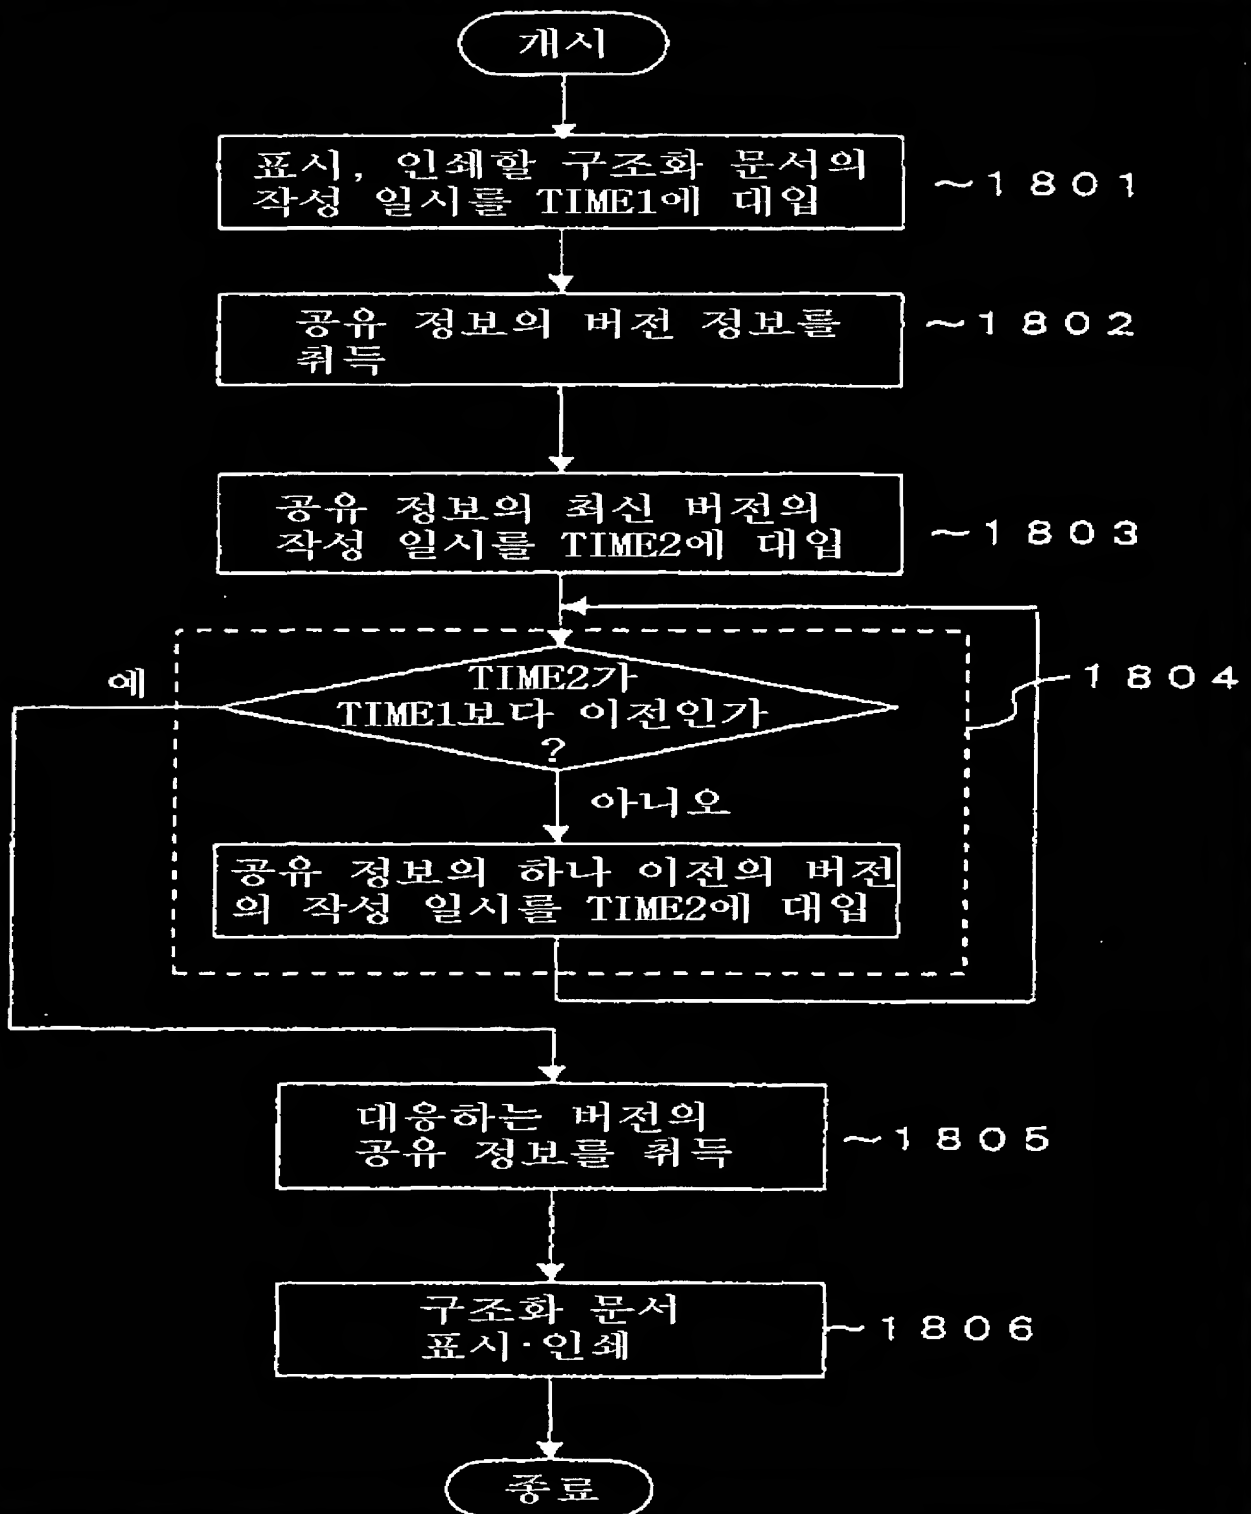 개시
표시, 인쇄할 구조화 문서의
작성 일시를 TIME1에 대입
~1801
공유 정보의 버전 정보를
취득
~1802
공유 정보의 최신 버전의
작성 일시를 TIME2에 대입
~1803
예
TIME2가
TIME1보다 이전인가
?
1804
아니오
공유 정보의 하나 이전의 버전
의 작성 일시를 TIME2에 대입
대응하는 버전의
공유 정보를 취득
~1805
구조화 문서
표시·인쇄
~1806
종료